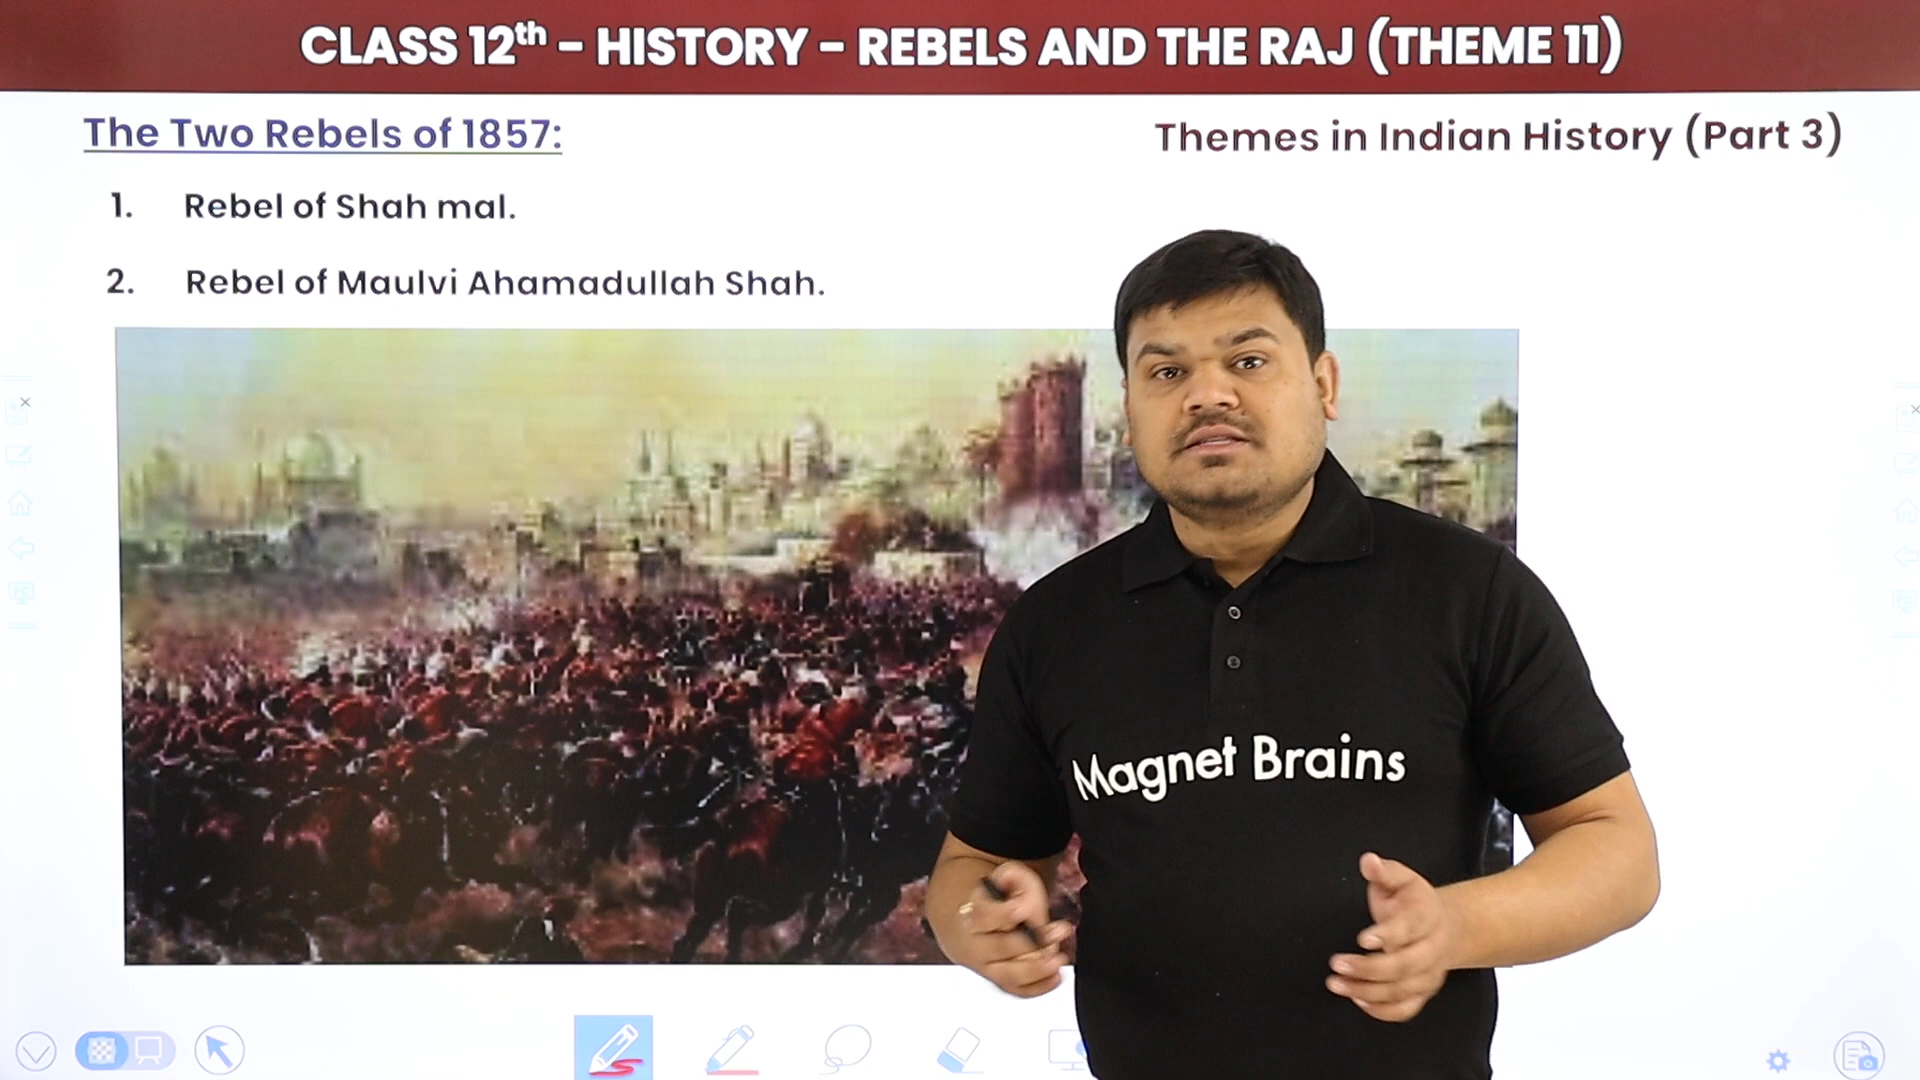 CLASS 12th – HISTORY – REBELS AND THE RAJ (THEME 11)
The Two Rebels of 1857:
Themes in Indian History (Part 3)
1. Rebel of Shah mal.
2. Rebel of Maulvi Ahamadullah Shah.
Magnet Brains